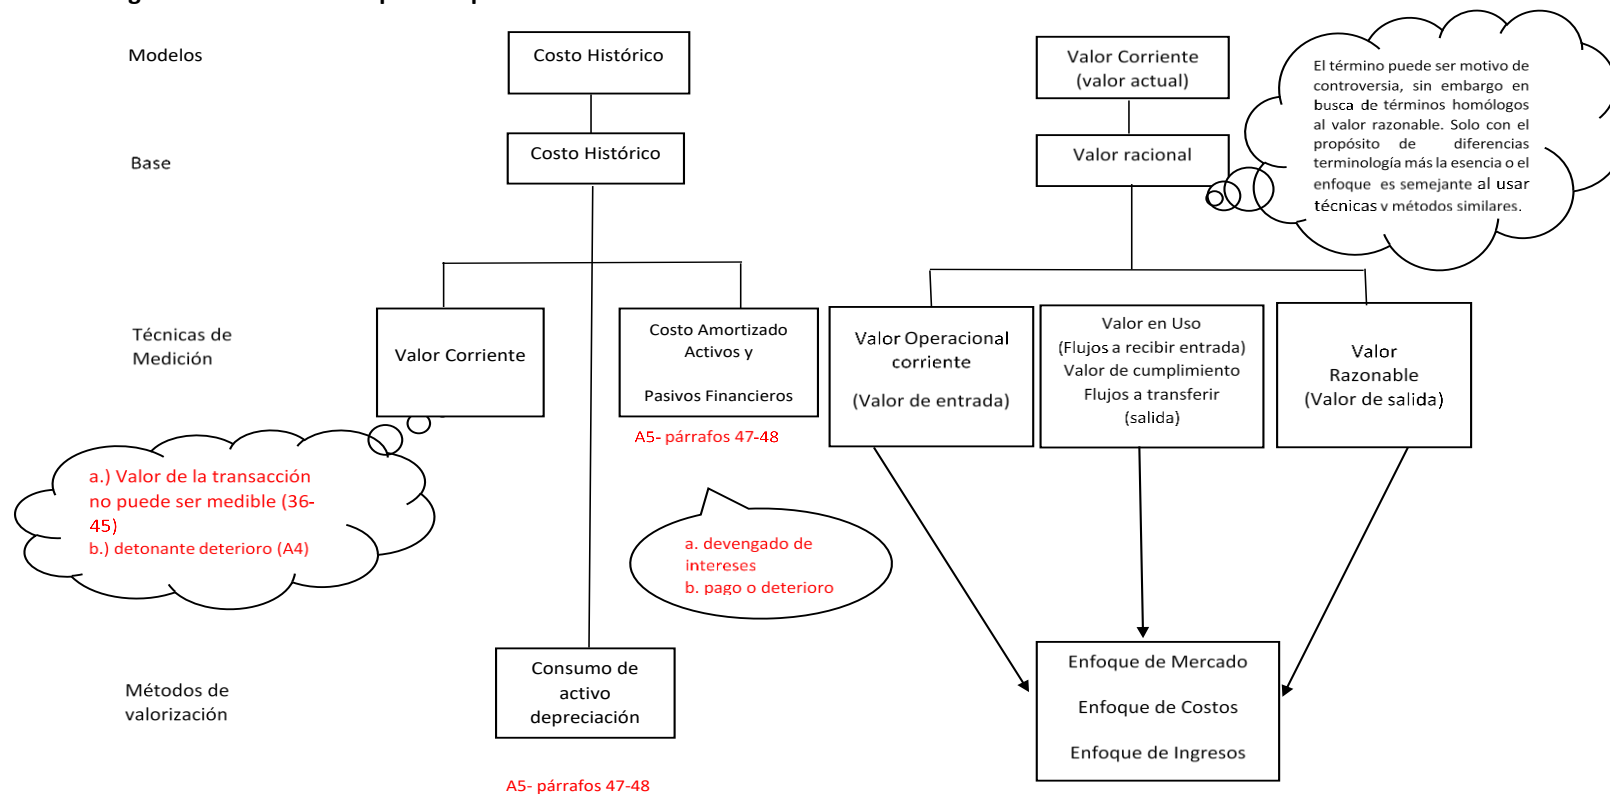 Modelos
Costo Histórico
Valor Corriente
(valor actual)
El término puede ser motivo de
controversia, sin embargo en
busca de términos homólogos
al valor razonable. Solo con el
propósito de diferencias
terminología más la esencia o el
enfoque es semejante al usar
técnicas y métodos similares.
Base
Costo Histórico
Valor racional
Técnicas de
Medición
Valor Corriente
Costo Amortizado
Activos y
Pasivos Financieros
Valor Operacional
corriente
(Valor de entrada)
Valor en Uso
(Flujos a recibir entrada)
Valor de cumplimiento
Flujos a transferir
(salida)
Valor
Razonable
(Valor de salida)
A5- párrafos 47-48
a.) Valor de la transacción
no puede ser medible (36-
45)
b.) detonante deterioro (A4)
a. devengado de
intereses
b. pago o deterioro
Métodos de
valorización
Consumo de
activo
depreciación
Enfoque de Mercado
Enfoque de Costos
Enfoque de Ingresos
A5- párrafos 47-48